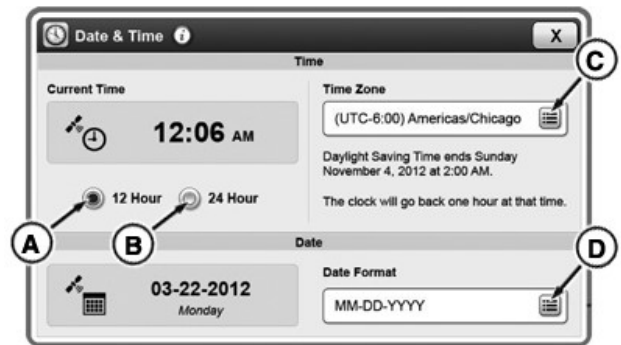 Date & Time i
X
Time
Current Time
12:06 AM
12 Hour
24 Hour
Time Zone
(UTC-6:00) Americas/Chicago
Daylight Saving Time ends Sunday
November 4, 2012 at 2:00 AM.
The clock will go back one hour at that time.
A
B
C
Date
03-22-2012
Monday
Date Format
MM-DD-YYYY
D